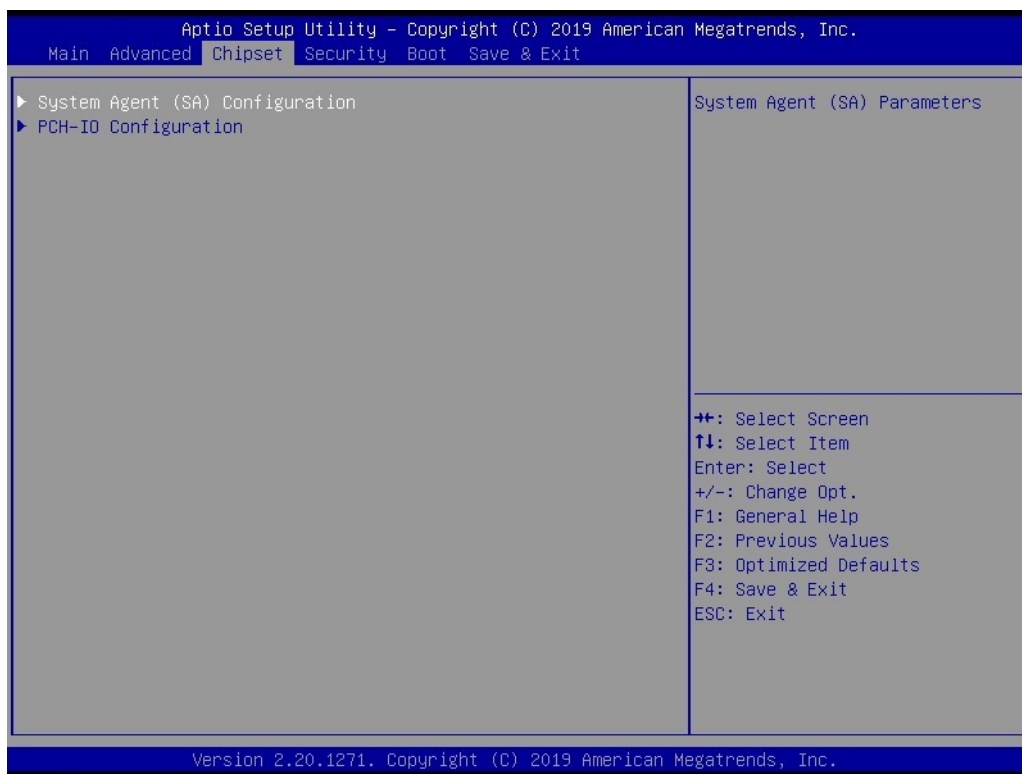 Aptio Setup Utility – Copyright (C) 2019 American Megatrends, Inc.
Main Advanced Chipset Security Boot Save & Exit
▶ System Agent (SA) Configuration
▶ PCH-IO Configuration
System Agent (SA) Parameters
→←: Select Screen
↑↓: Select Item
Enter: Select
+/-: Change Opt.
F1: General Help
F2: Previous Values
F3: Optimized Defaults
F4: Save & Exit
ESC: Exit
Version 2.20.1271. Copyright (C) 2019 American Megatrends, Inc.